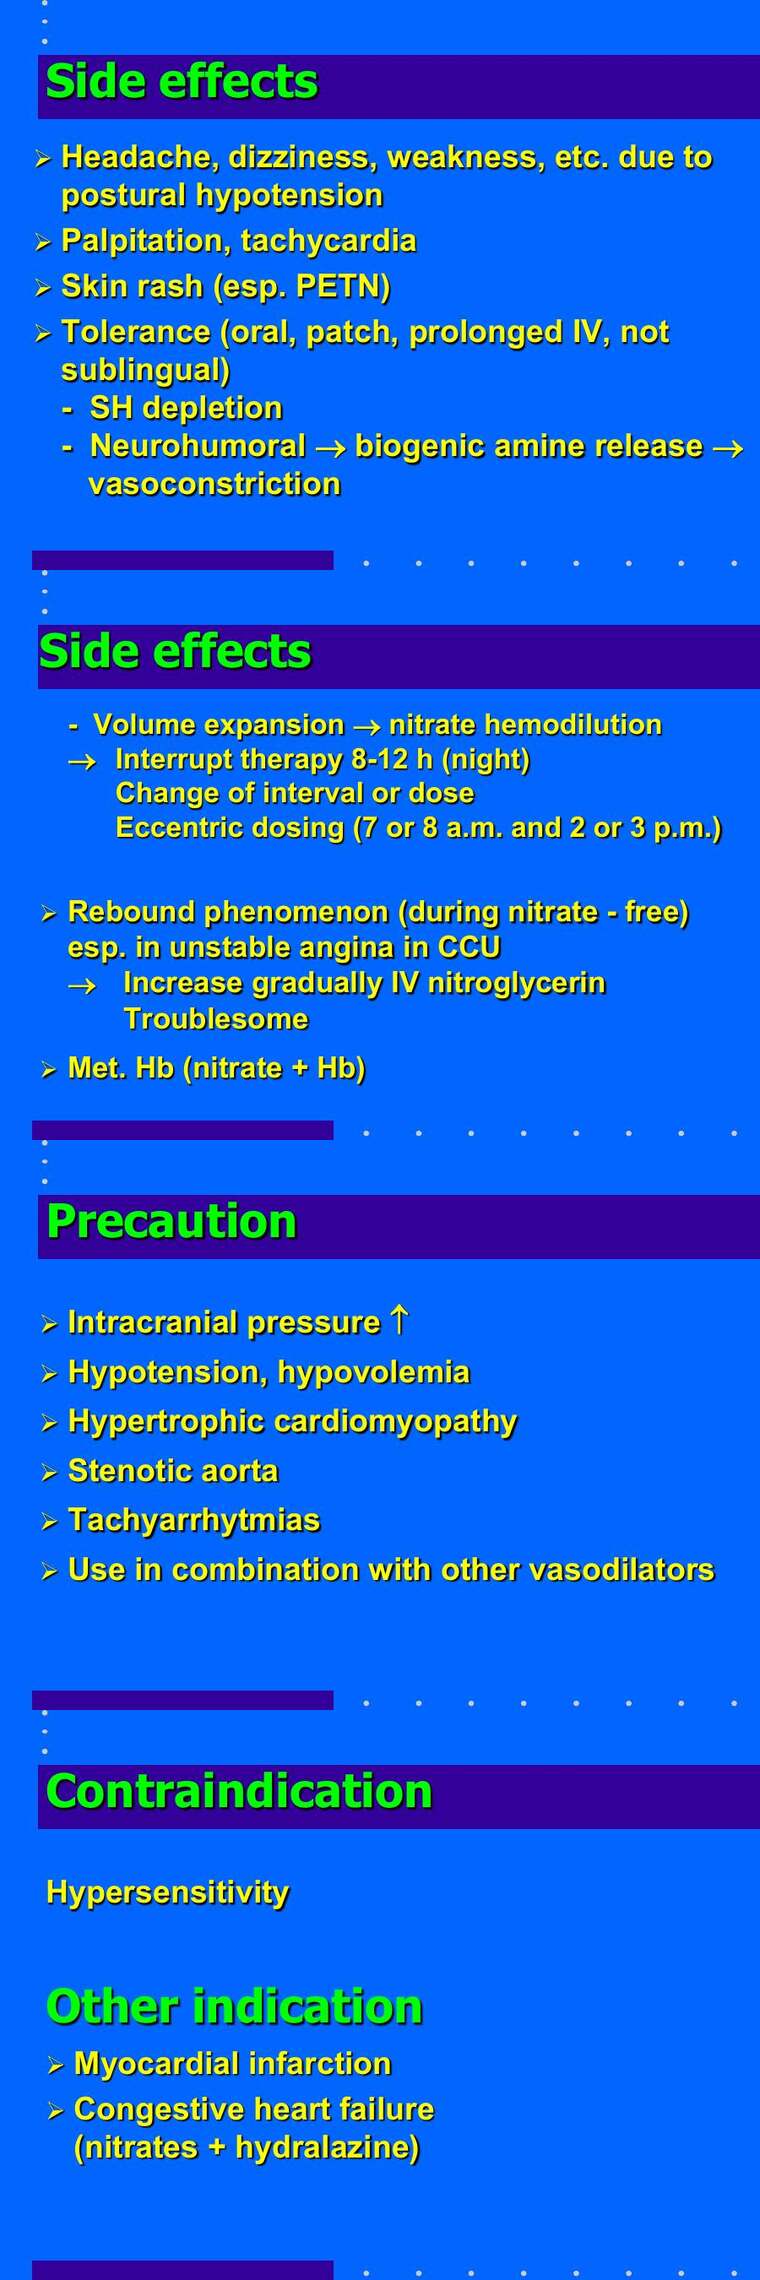 Side effects
➢ Headache, dizziness, weakness, etc. due to
postural hypotension
➢ Palpitation, tachycardia
➢ Skin rash (esp. PETN)
➢ Tolerance (oral, patch, prolonged IV, not
sublingual)
- SH depletion
- Neurohumoral → biogenic amine release →
vasoconstriction
Side effects
- Volume expansion → nitrate hemodilution
→ Interrupt therapy 8-12 h (night)
Change of interval or dose
Eccentric dosing (7 or 8 a.m. and 2 or 3 p.m.)
➢ Rebound phenomenon (during nitrate - free)
esp. in unstable angina in CCU
→ Increase gradually IV nitroglycerin
Troublesome
➢ Met. Hb (nitrate + Hb)
Precaution
➢ Intracranial pressure ↑
➢ Hypotension, hypovolemia
➢ Hypertrophic cardiomyopathy
➢ Stenotic aorta
➢ Tachyarrhytmias
➢ Use in combination with other vasodilators
Contraindication
Hypersensitivity
Other indication
➢ Myocardial infarction
➢ Congestive heart failure
(nitrates + hydralazine)